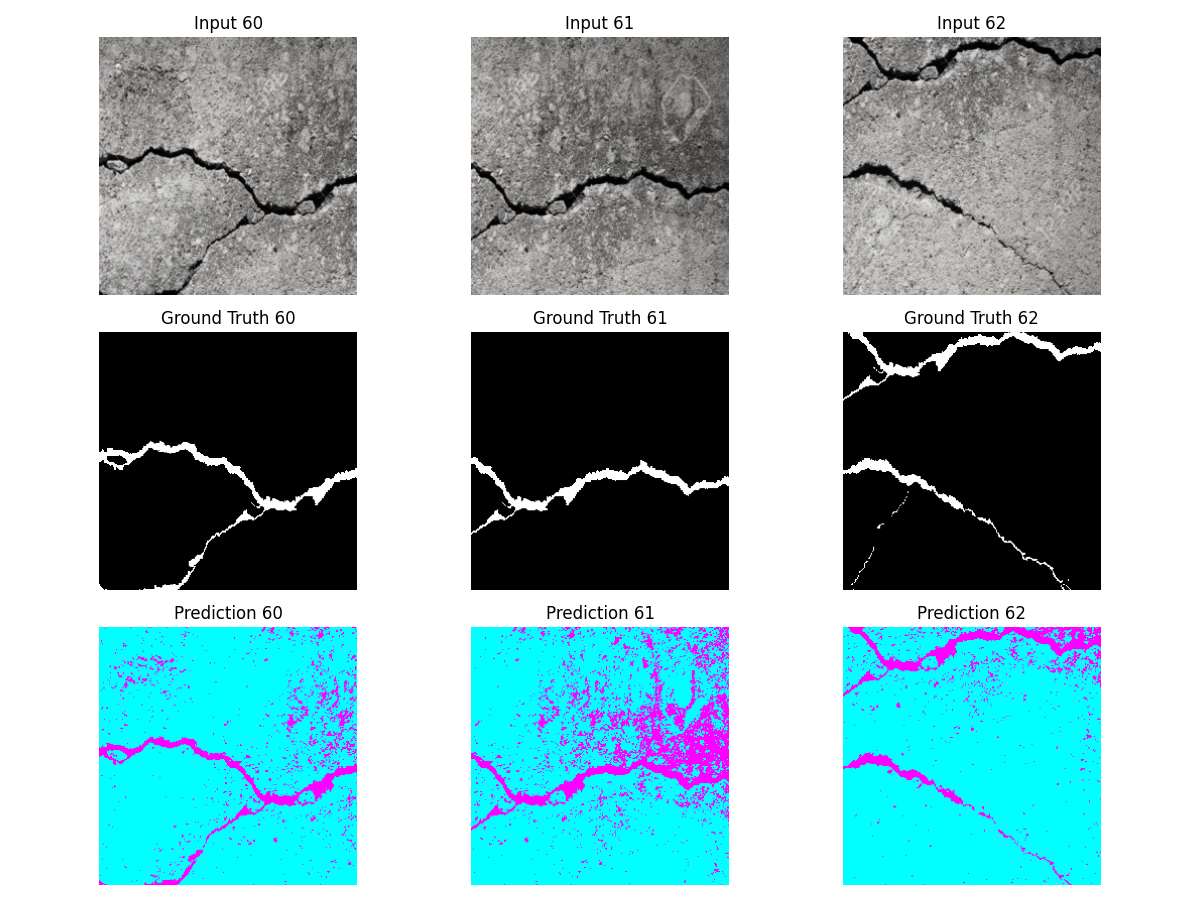 Input 60
Input 61
Input 62
Ground Truth 60
Ground Truth 61
Ground Truth 62
Prediction 60
Prediction 61
Prediction 62